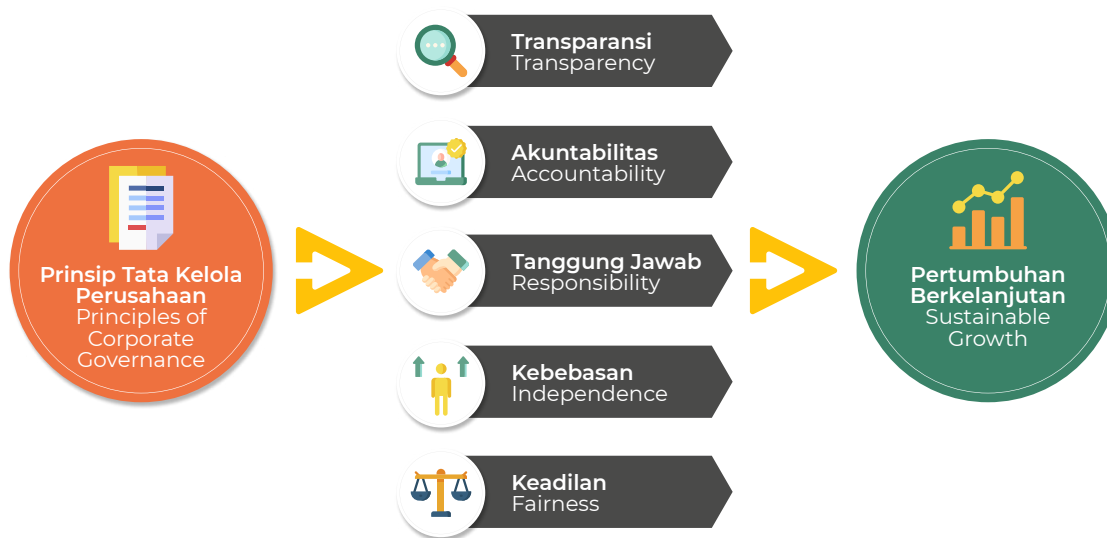 Prinsip Tata Kelola
Perusahaan
Principles of
Corporate
Governance
Transparansi
Transparency
Akuntabilitas
Accountability
Tanggung Jawab
Responsibility
Kebebasan
Independence
Keadilan
Fairness
Pertumbuhan
Berkelanjutan
Sustainable
Growth